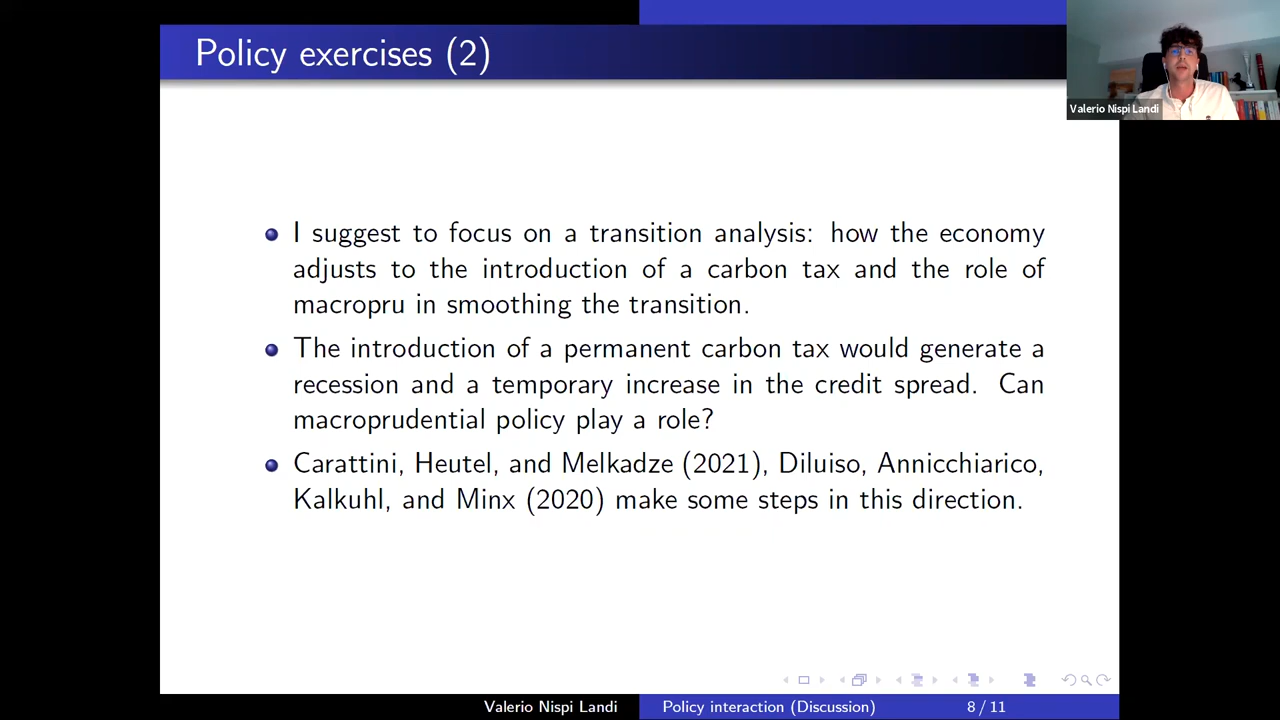 Policy exercises (2)
Valerio Nispi Landi
I suggest to focus on a transition analysis: how the economy
adjusts to the introduction of a carbon tax and the role of
macropru in smoothing the transition.
The introduction of a permanent carbon tax would generate a
recession and a temporary increase in the credit spread. Can
macroprudential policy play a role?
Carattini, Heutel, and Melkadze (2021), Diluiso, Annicchiarico,
Kalkuhl, and Minx (2020) make some steps in this direction.
Valerio Nispi Landi
Policy interaction (Discussion)
8 / 11